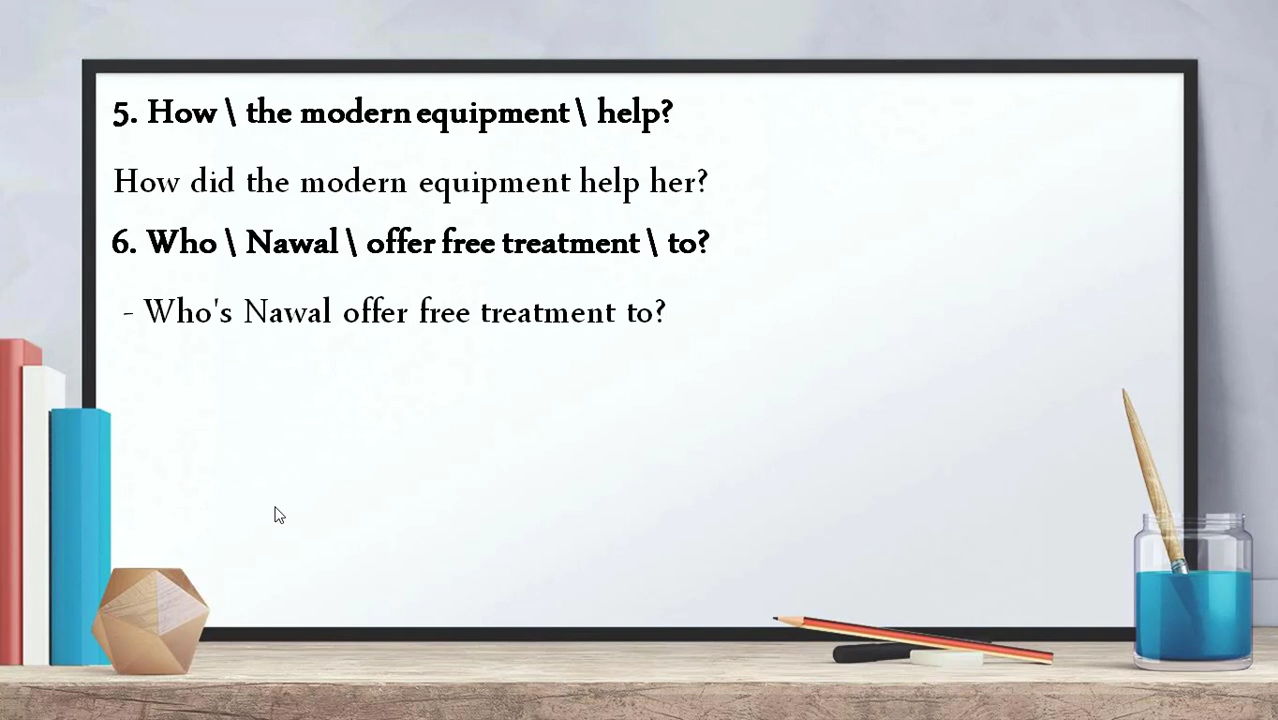 5. How \ the modern equipment \ help?
How did the modern equipment help her?
6. Who \ Nawal \ offer free treatment \ to?
- Who's Nawal offer free treatment to?